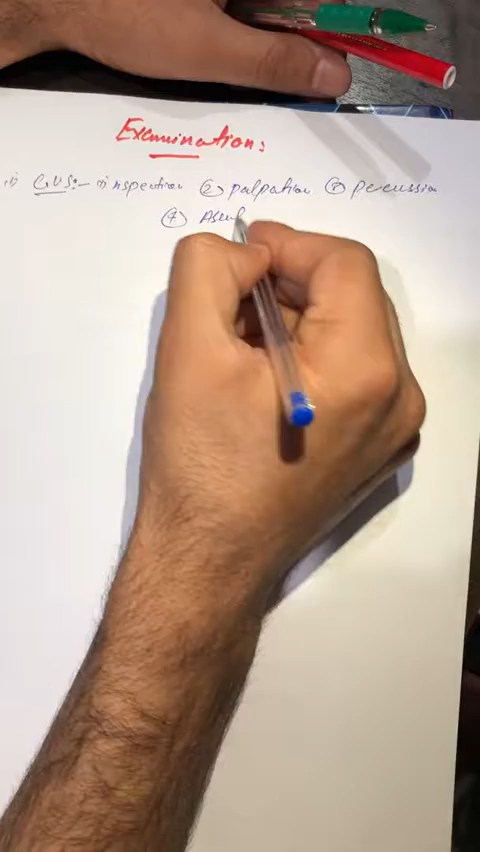 Examination:
1) CVS:- 1) inspection ② palpation ③ percussion
④ Ascul